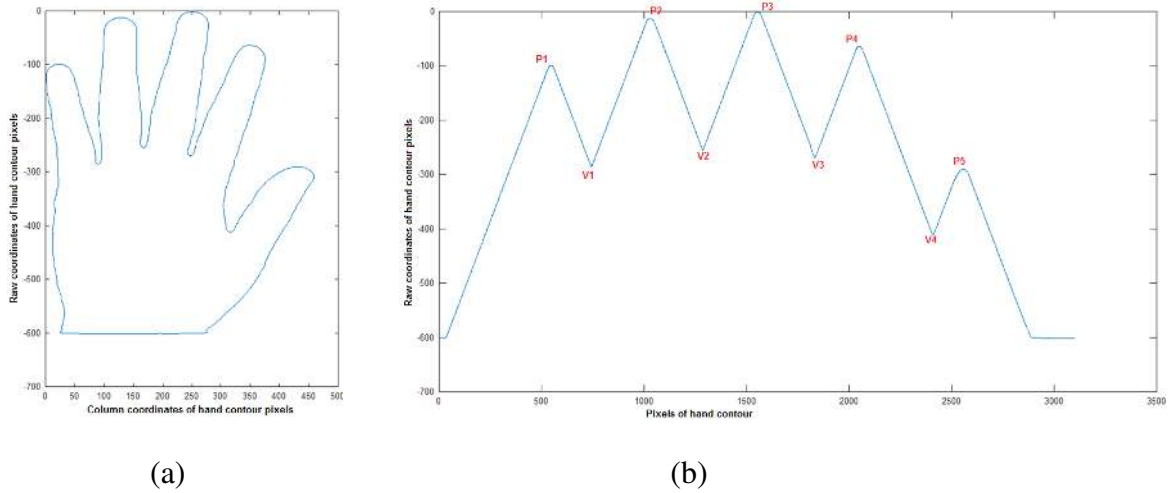 0
-100
-200
-300
-400
-500
-600
-700
0 50 100 150 200 250 300 350 400 450 500
Raw coordinates of hand contour pixels
Column coordinates of hand contour pixels
(a)
0
-100
-200
-300
-400
-500
-600
-700
0 500 1000 1500 2000 2500 3000 3500
Raw coordinates of hand contour pixels
Pixels of hand contour
P1
P2
P3
P4
P5
V1
V2
V3
V4
(b)